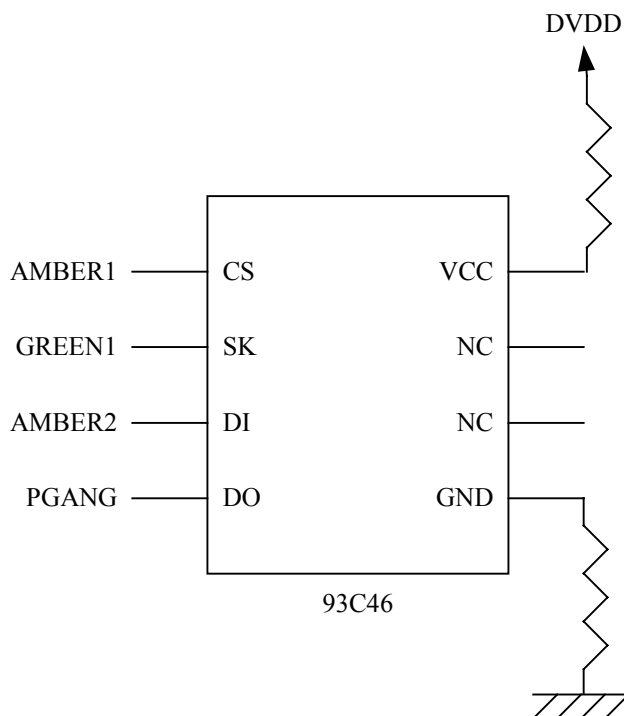 DVDD
AMBER1 CS VCC
GREEN1 SK NC
AMBER2 DI NC
PGANG DO GND
93C46